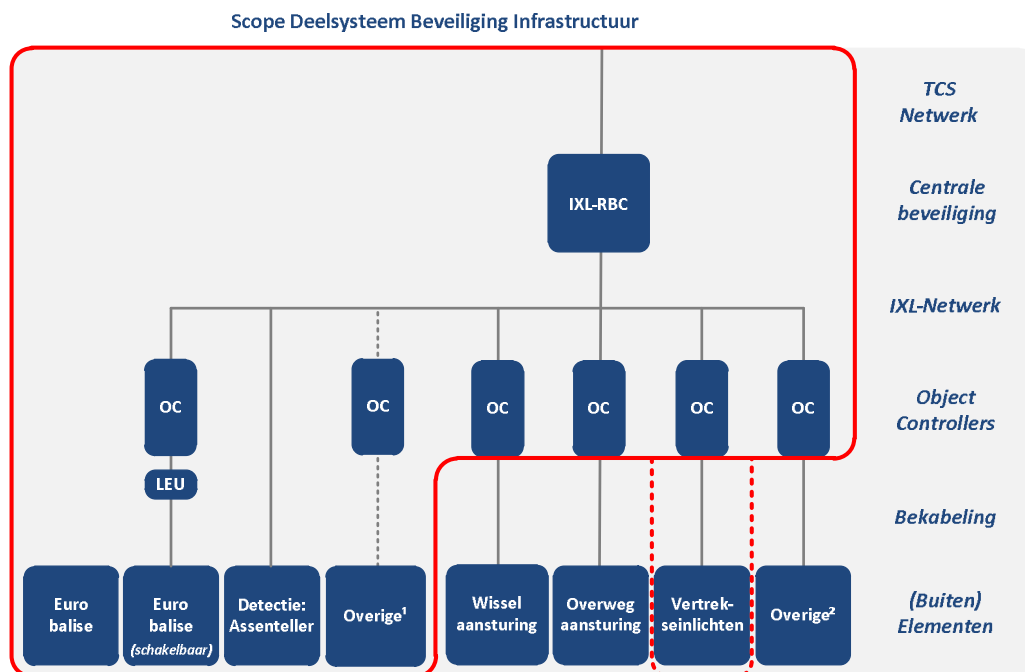 Scope Deelsysteem Beveiliging Infrastructuur
TCS
Netwerk
IXL-RBC
Centrale
beveiliging
IXL-Netwerk
OC
OC
OC
OC
OC
OC
Object
Controllers
LEU
Bekabeling
Euro
balise
Euro
balise
(schakelbaar)
Detectie:
Assenteller
Overige¹
Wissel
aansturing
Overweg
aansturing
Vertrek-
seinlichten
Overige²
(Buiten)
Elementen